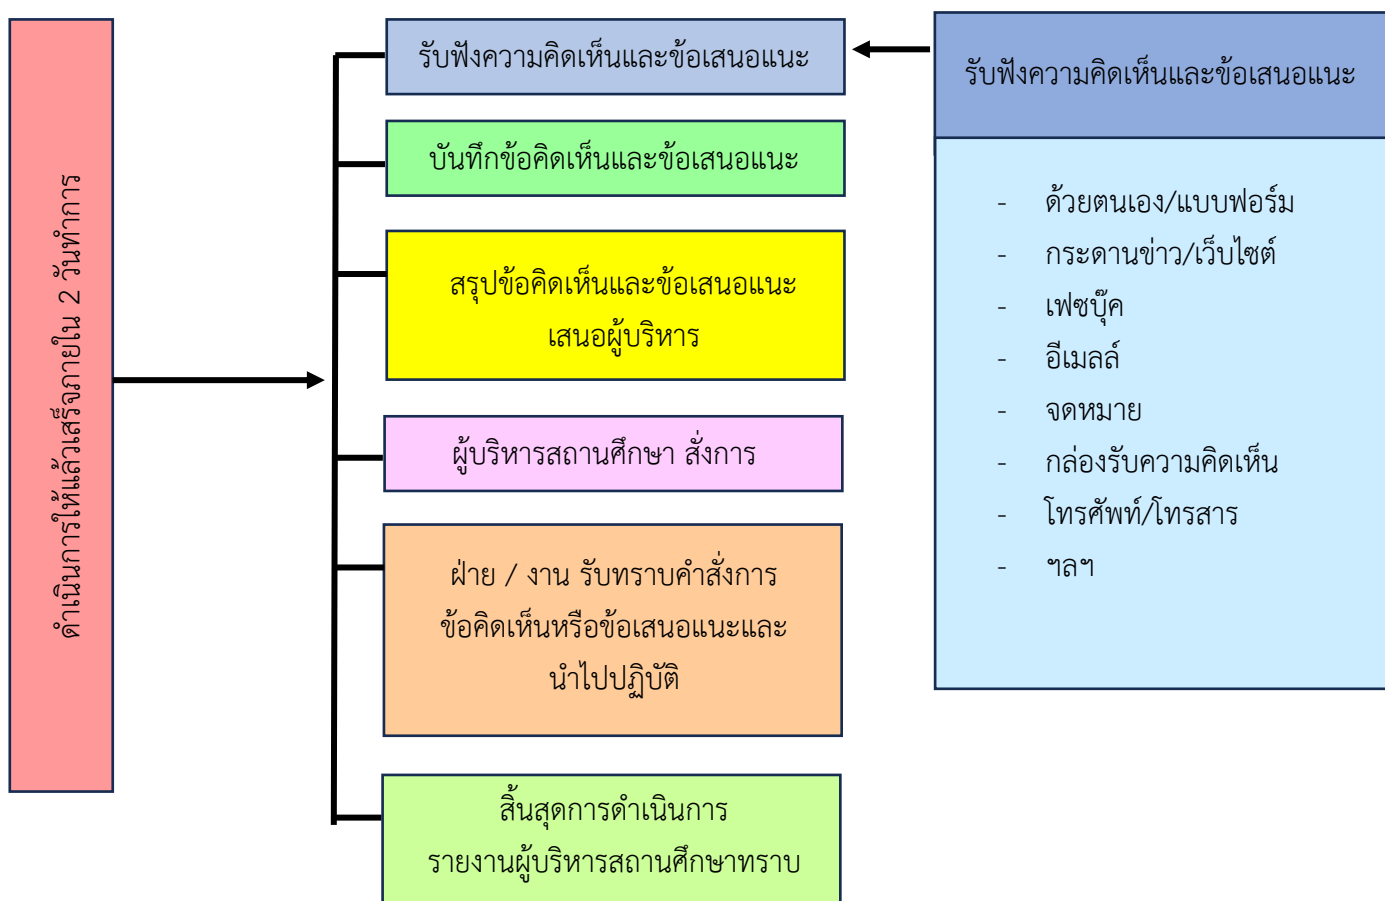 ดำเนินการให้แล้วเสร็จภายใน 2 วันทำการ
รับฟังความคิดเห็นและข้อเสนอแนะ
บันทึกข้อคิดเห็นและข้อเสนอแนะ
สรุปข้อคิดเห็นและข้อเสนอแนะ
เสนอผู้บริหาร
ผู้บริหารสถานศึกษา สั่งการ
ฝ่าย / งาน รับทราบคำสั่งการ
ข้อคิดเห็นหรือข้อเสนอแนะและ
นำไปปฏิบัติ
สิ้นสุดการดำเนินการ
รายงานผู้บริหารสถานศึกษาทราบ
รับฟังความคิดเห็นและข้อเสนอแนะ
- ด้วยตนเอง/แบบฟอร์ม
- กระดานข่าว/เว็บไซต์
- เฟซบุ๊ค
- อีเมลล์
- จดหมาย
- กล่องรับความคิดเห็น
- โทรศัพท์/โทรสาร
- ฯลฯ